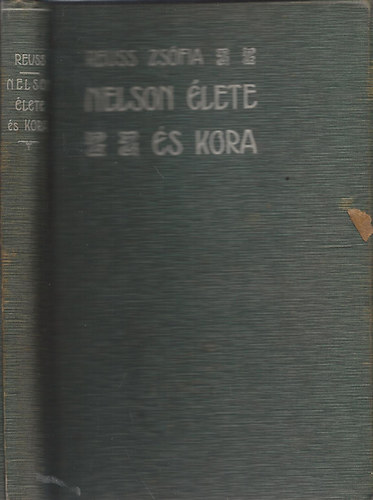 REUSS
NELSON
ÉLETE
ÉS KORA
REUSS ZSÓFIA
NELSON ÉLETE
ÉS KORA